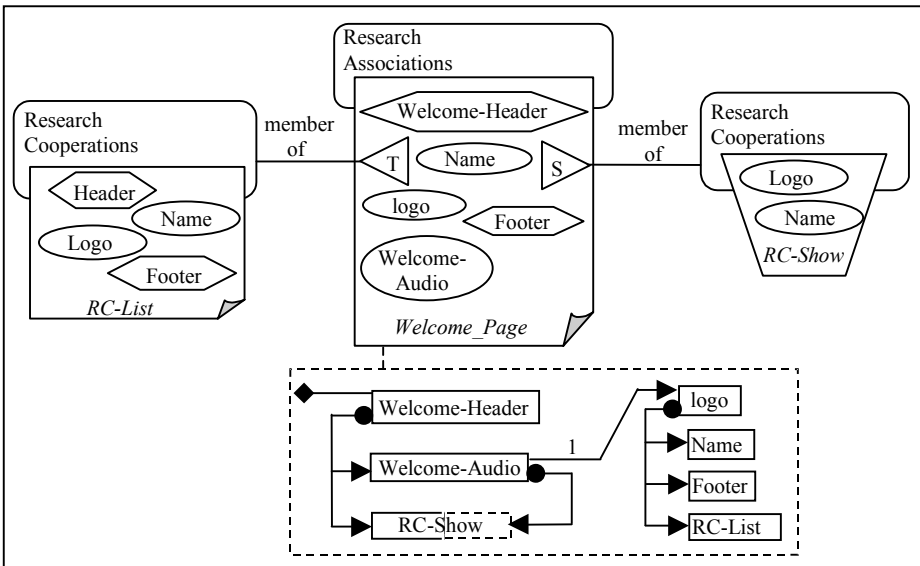 Research
Associations
Welcome-Header
T
Name
S
logo
Footer
Welcome-
Audio
Welcome_Page
Research
Cooperations
Header
Name
Logo
Footer
RC-List
member
of
member
of
Research
Cooperations
Logo
Name
RC-Show
Welcome-Header
Welcome-Audio
RC-Show
1
logo
Name
Footer
RC-List